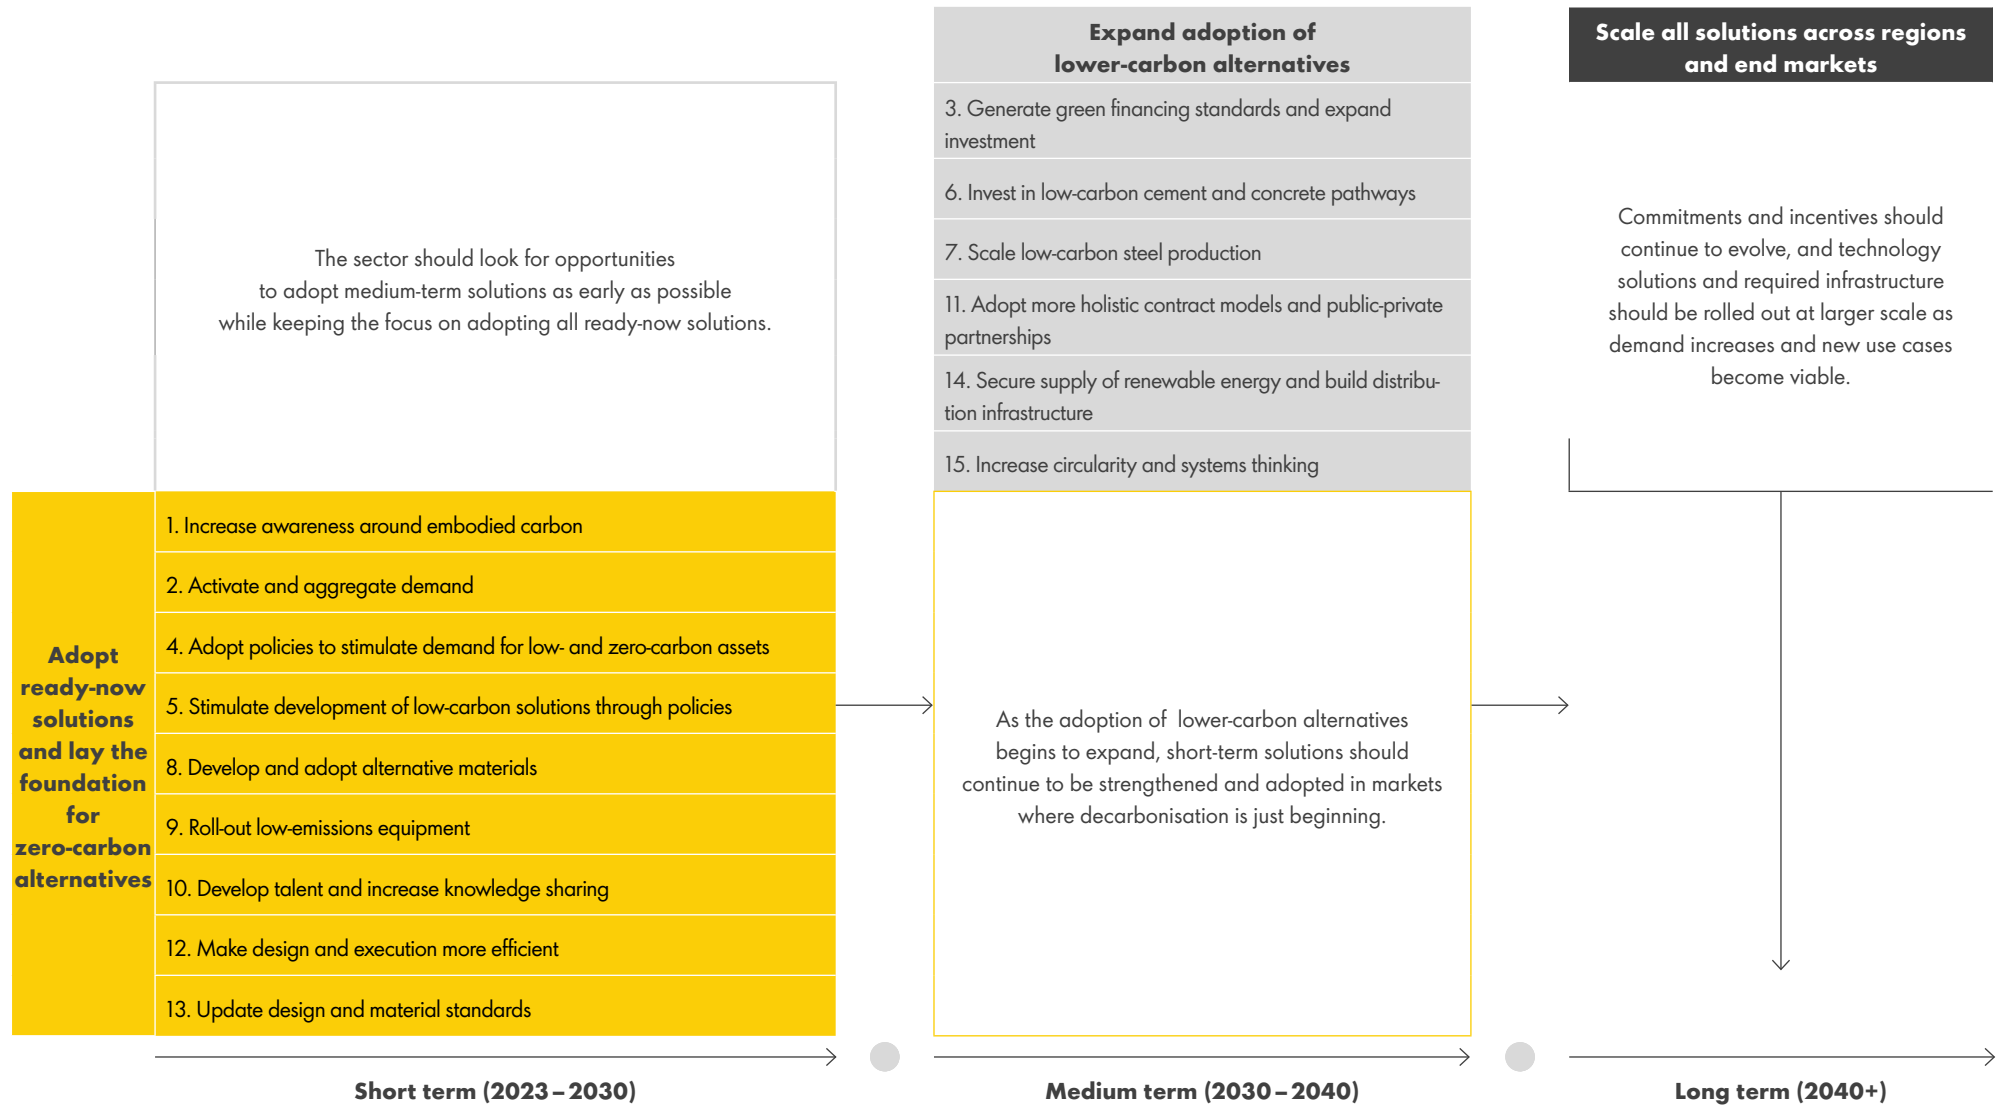 The sector should look for opportunities
to adopt medium-term solutions as early as possible
while keeping the focus on adopting all ready-now solutions.
Adopt
ready-now
solutions
and lay the
foundation
for
zero-carbon
alternatives
1. Increase awareness around embodied carbon
2. Activate and aggregate demand
4. Adopt policies to stimulate demand for low- and zero-carbon assets
5. Stimulate development of low-carbon solutions through policies
8. Develop and adopt alternative materials
9. Roll-out low-emissions equipment
10. Develop talent and increase knowledge sharing
12. Make design and execution more efficient
13. Update design and material standards
Short term (2023–2030)
Expand adoption of
lower-carbon alternatives
3. Generate green financing standards and expand
investment
6. Invest in low-carbon cement and concrete pathways
7. Scale low-carbon steel production
11. Adopt more holistic contract models and public-private
partnerships
14. Secure supply of renewable energy and build distribu-
tion infrastructure
15. Increase circularity and systems thinking
As the adoption of lower-carbon alternatives
begins to expand, short-term solutions should
continue to be strengthened and adopted in markets
where decarbonisation is just beginning.
Medium term (2030–2040)
Scale all solutions across regions
and end markets
Commitments and incentives should
continue to evolve, and technology
solutions and required infrastructure
should be rolled out at larger scale as
demand increases and new use cases
become viable.
Long term (2040+)